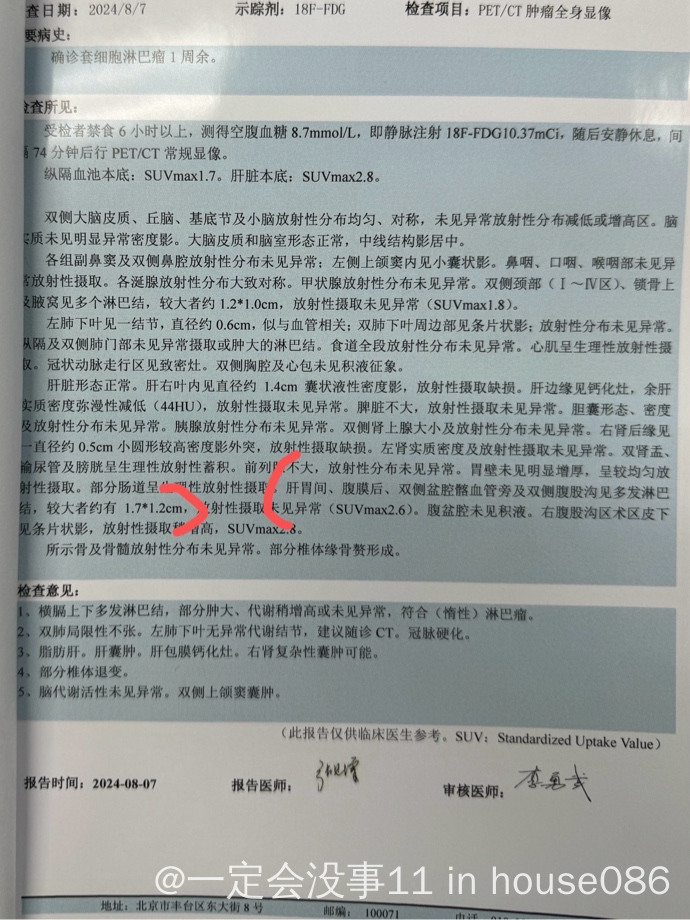 查日期：2024/8/7 示踪剂：18F-FDG 检查项目：PET/CT 肿瘤全身显像
要病史：
确诊套细胞淋巴瘤 1 周余。
检查所见：
受检者禁食 6 小时以上，测得空腹血糖 8.7mmol/L，即静脉注射 18F-FDG10.37mCi，随后安静休息，间
隔 74 分钟后行 PET/CT 常规显像。
纵隔血池本底：SUVmax1.7。肝脏本底：SUVmax2.8。
双侧大脑皮质、丘脑、基底节及小脑放射性分布均匀、对称，未见异常放射性分布减低或增高区。脑
实质未见明显异常密度影。大脑皮质和脑室形态正常，中线结构影居中。
各组副鼻窦及双侧鼻腔放射性分布未见异常；左侧上颌窦内见小囊状影。鼻咽、口咽、喉咽部未见异
常放射性摄取。各涎腺放射性分布大致对称。甲状腺放射性分布未见异常。双侧颈部（Ⅰ～Ⅳ区）、锁骨上
及腋窝见多个淋巴结，较大者约 1.2*1.0cm，放射性摄取未见异常（SUVmax1.8）。
左肺下叶见一结节，直径约 0.6cm，似与血管相关；双肺下叶周边部见条片状影；放射性分布未见异常。
纵隔及双侧肺门部未见异常摄取或肿大的淋巴结。食道全段放射性分布未见异常。心肌呈生理性放射性摄
取。冠状动脉走行区见致密灶。双侧胸腔及心包未见积液征象。
肝脏形态正常。肝右叶内见直径约 1.4cm 囊状液性密度影，放射性摄取缺损。肝边缘见钙化灶，余肝
实质密度弥漫性减低（44HU），放射性摄取未见异常。脾脏不大，放射性摄取未见异常。胆囊形态、密度
及放射性分布未见异常。胰腺放射性分布未见异常。双侧肾上腺大小及放射性分布未见异常。右肾后缘见
一直径约 0.5cm 小圆形较高密度影外突，放射性摄取缺损。左肾实质密度及放射性分布未见异常。双肾盂、
输尿管及膀胱呈生理性放射性蓄积。前列腺不大，放射性分布未见异常。胃壁未见明显增厚，呈较均匀放
射性摄取。部分肠道呈生理性放射性摄取。肝胃间、腹膜后、双侧盆腔髂血管旁及双侧腹股沟见多发淋巴
结，较大者约有 1.7*1.2cm，放射性摄取未见异常（SUVmax2.6）。腹盆腔未见积液。右腹股沟区术区皮下
见条片状影，放射性摄取稍增高，SUVmax2.8。
所示骨及骨髓放射性分布未见异常。部分椎体缘骨赘形成。
检查意见：
1、横膈上下多发淋巴结，部分肿大、代谢稍增高或未见异常，符合（惰性）淋巴瘤。
2、双肺局限性不张。左肺下叶无异常代谢结节，建议随诊 CT。冠脉硬化。
3、脂肪肝。肝囊肿。肝包膜钙化灶。右肾复杂性囊肿可能。
4、部分椎体退变。
5、脑代谢活性未见异常。双侧上颌窦囊肿。
（此报告仅供临床医生参考。SUV：Standardized Uptake Value）
报告时间：2024-08-07 报告医师： 审核医师：
@一定会没事11 in house086
地址：北京市丰台区东大街 8 号 邮编：100071